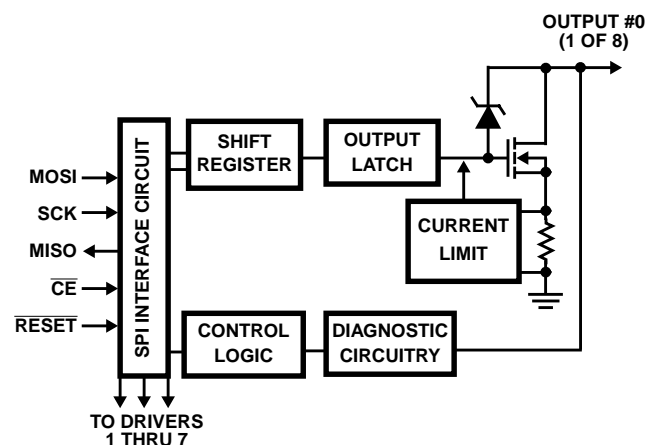 OUTPUT #0
(1 OF 8)
SHIFT
REGISTER
OUTPUT
LATCH
MOSI
SCK
MISO
CE
RESET
SPI INTERFACE CIRCUIT
CURRENT
LIMIT
CONTROL
LOGIC
DIAGNOSTIC
CIRCUITRY
TO DRIVERS
1 THRU 7